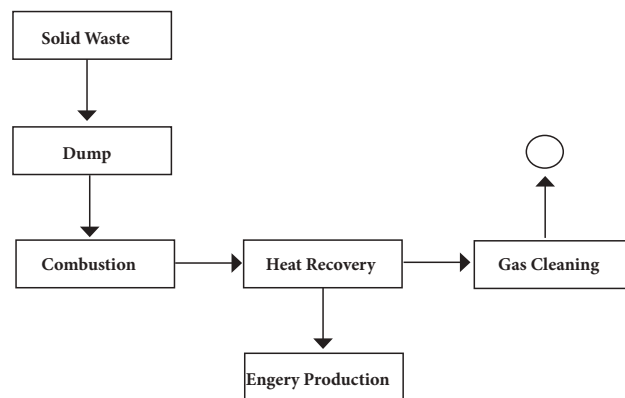 Solid Waste
Dump
Combustion
Heat Recovery
Gas Cleaning
Engery Production